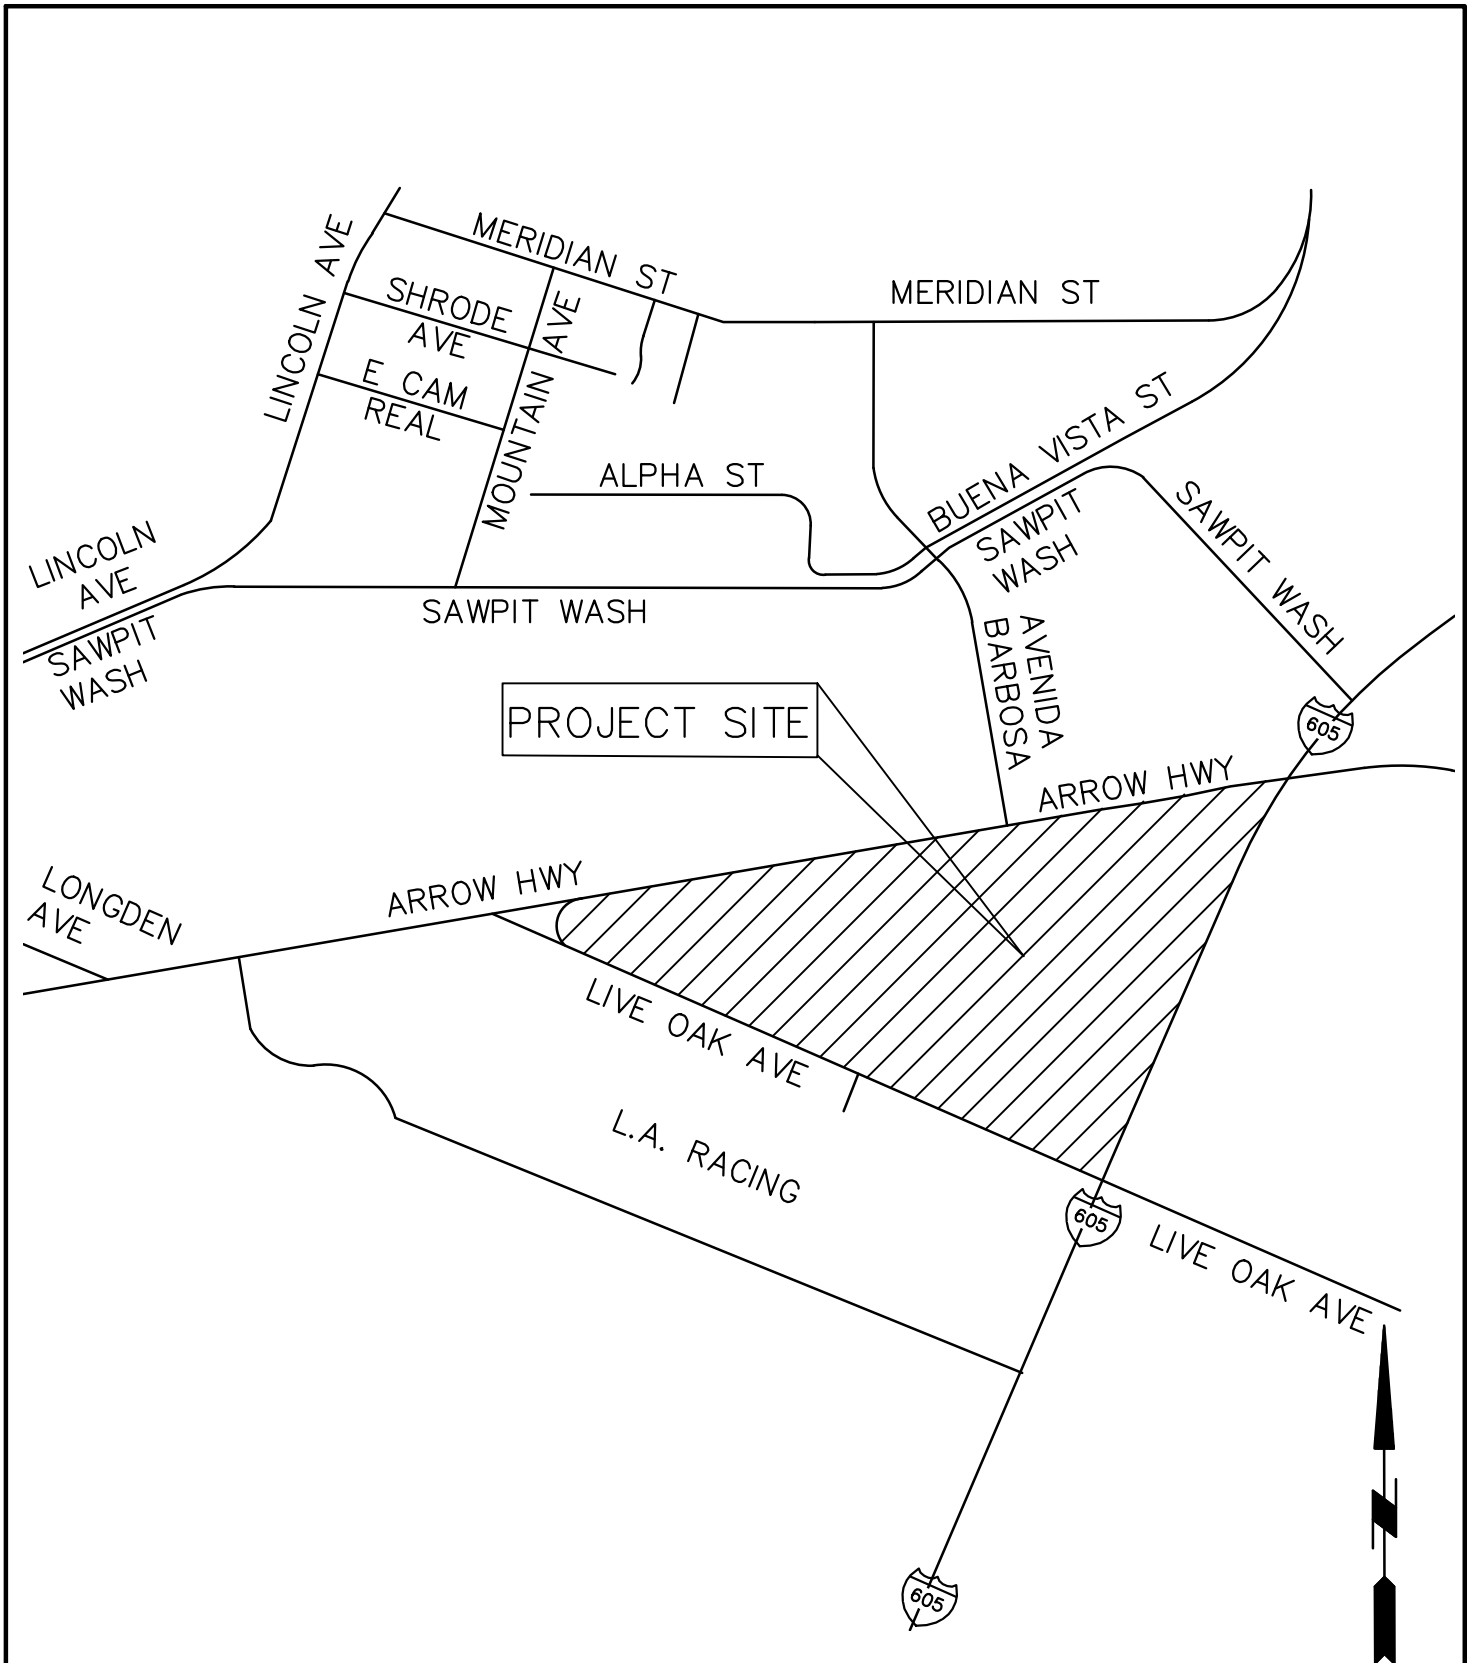 MERIDIAN ST
LINCOLN AVE
SHRODE
AVE
MOUNTAIN AVE
MERIDIAN ST
E CAM
REAL
ALPHA ST
BUENA VISTA ST
SAWPIT
WASH
SAWPIT WASH
LINCOLN
AVE
SAWPIT
WASH
SAWPIT WASH
AVENIDA
BARBOSA
PROJECT SITE
605
ARROW HWY
LONGDEN
AVE
ARROW HWY
LIVE OAK AVE
L.A. RACING
605
LIVE OAK AVE
N
605